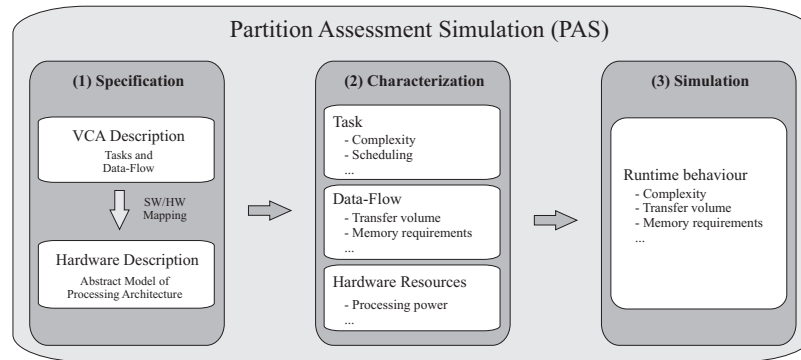 Partition Assessment Simulation (PAS)
(1) Specification
VCA Description
Tasks and
Data-Flow
SW/HW
Mapping
Hardware Description
Abstract Model of
Processing Architecture
(2) Characterization
Task
- Complexity
- Scheduling
...
Data-Flow
- Transfer volume
- Memory requirements
...
Hardware Resources
- Processing power
...
(3) Simulation
Runtime behaviour
- Complexity
- Transfer volume
- Memory requirements
...